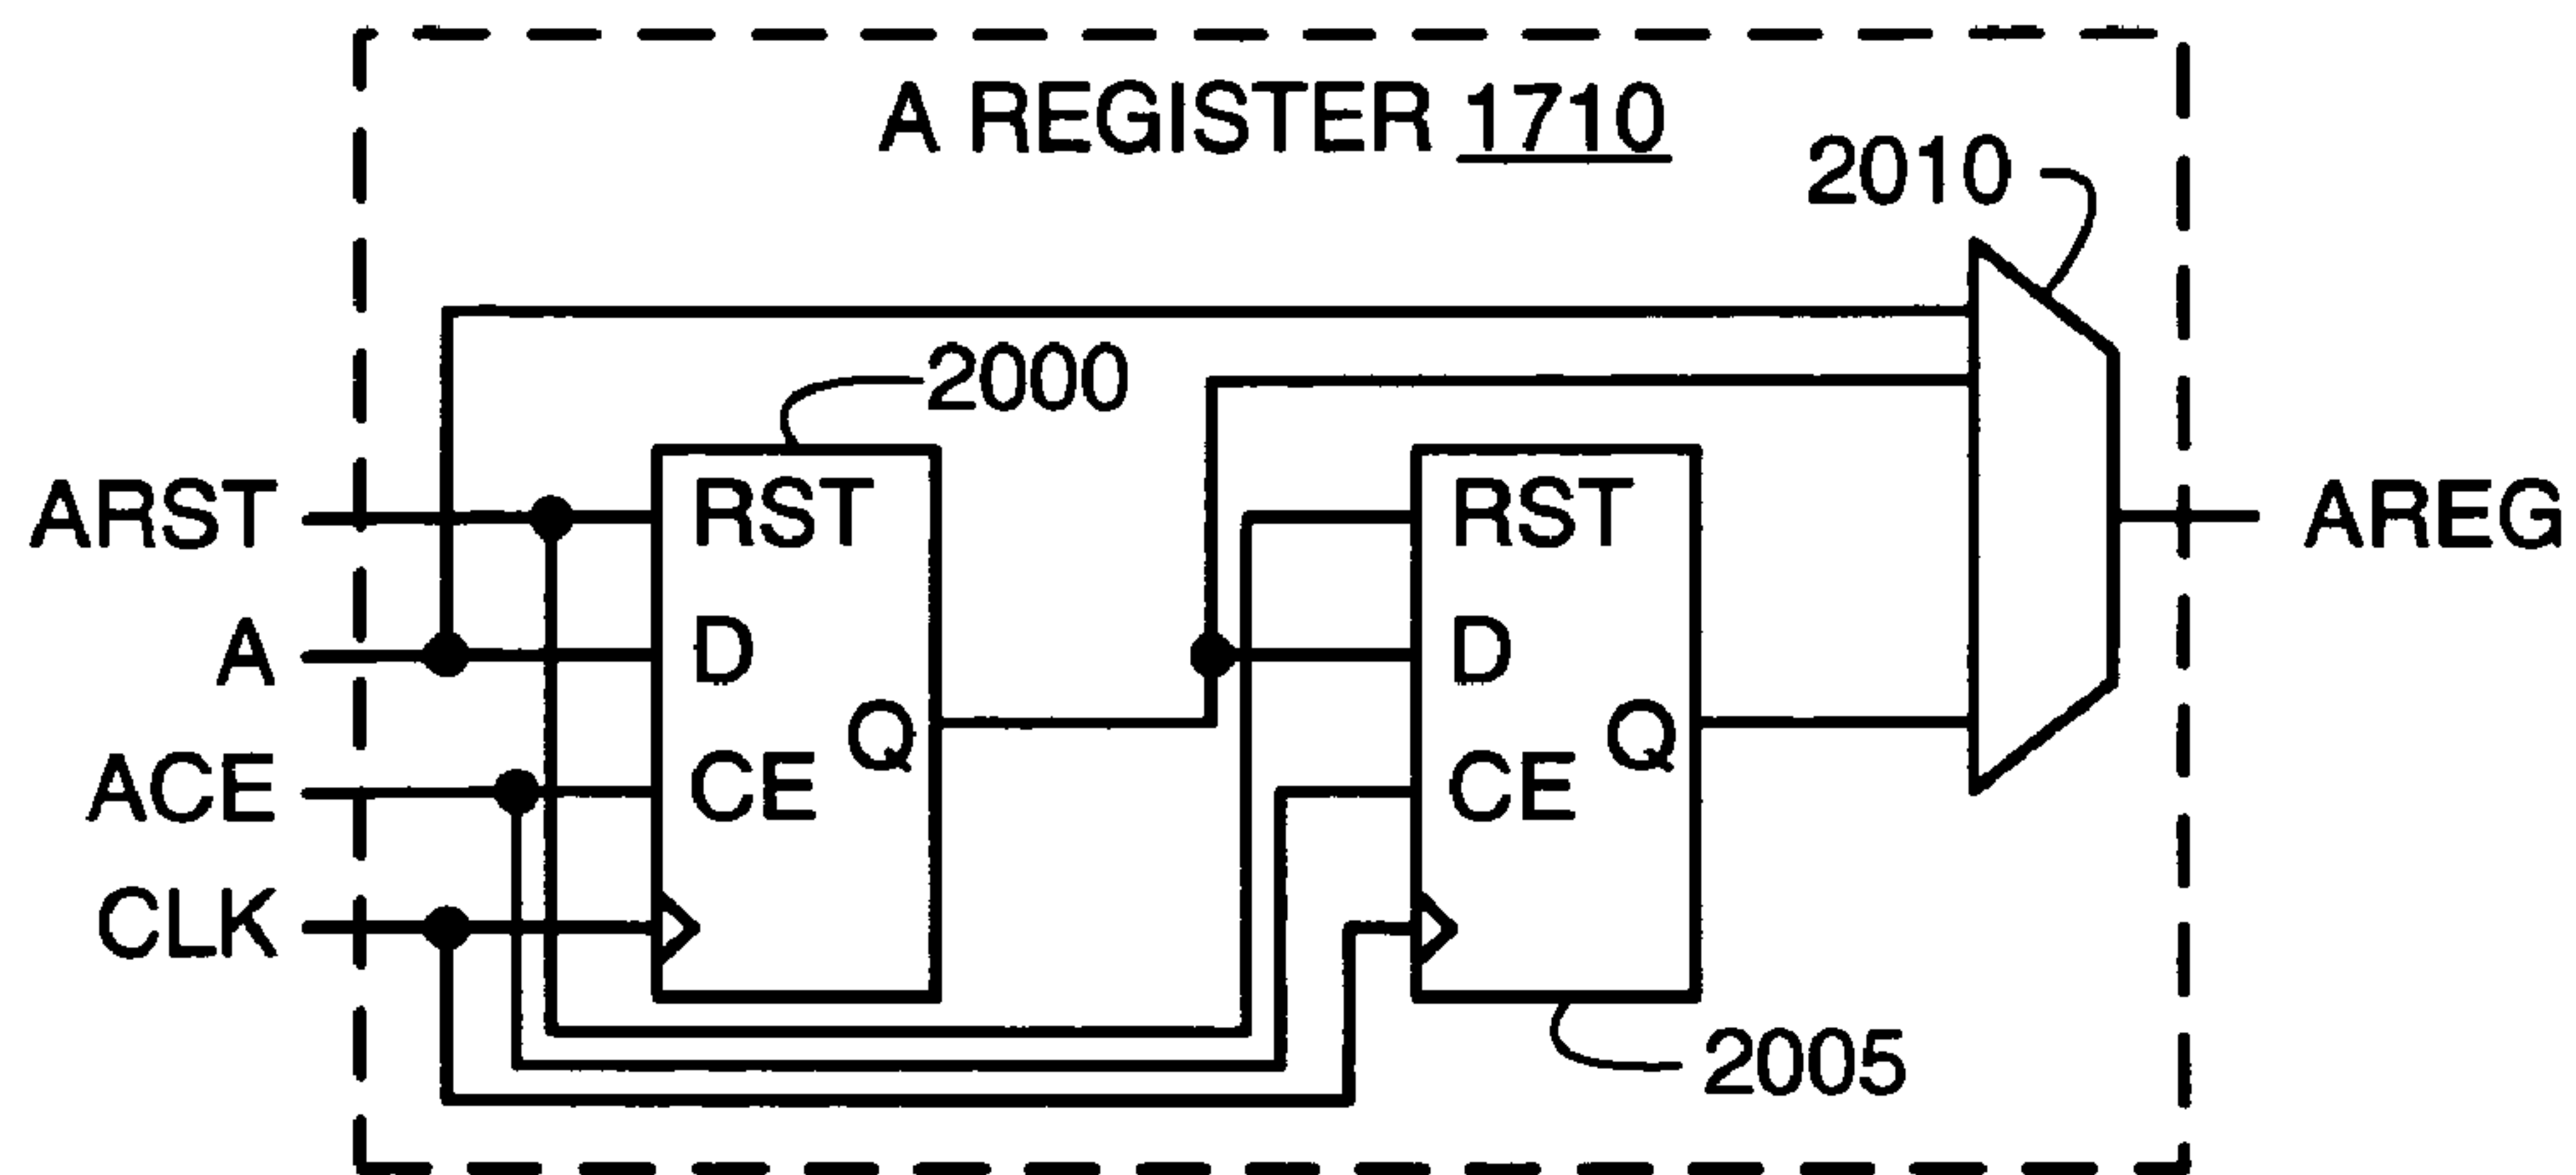 A REGISTER 1710
2010
2000
ARST
RST
RST
AREG
A
D
D
Q
Q
ACE
CE
CE
CLK
2005